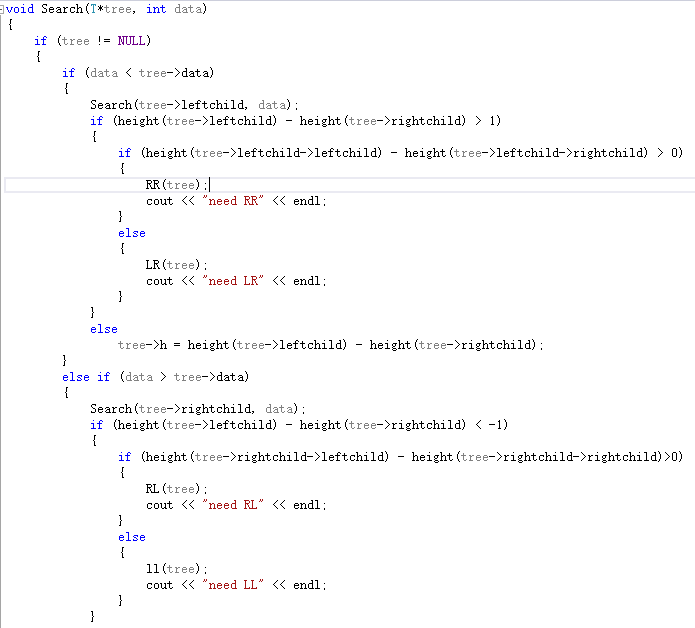 void Search(T*tree, int data)
{
    if (tree != NULL)
    {
        if (data < tree->data)
        {
            Search(tree->leftchild, data);
            if (height(tree->leftchild) - height(tree->rightchild) > 1)
            {
                if (height(tree->leftchild->leftchild) - height(tree->leftchild->rightchild) > 0)
                {
                    RR(tree);
                    cout << "need RR" << endl;
                }
                else
                {
                    LR(tree);
                    cout << "need LR" << endl;
                }
            }
            else
                tree->h = height(tree->leftchild) - height(tree->rightchild);
        }
        else if (data > tree->data)
        {
            Search(tree->rightchild, data);
            if (height(tree->leftchild) - height(tree->rightchild) < -1)
            {
                if (height(tree->rightchild->leftchild) - height(tree->rightchild->rightchild)>0)
                {
                    RL(tree);
                    cout << "need RL" << endl;
                }
                else
                {
                    ll(tree);
                    cout << "need LL" << endl;
                }
            }